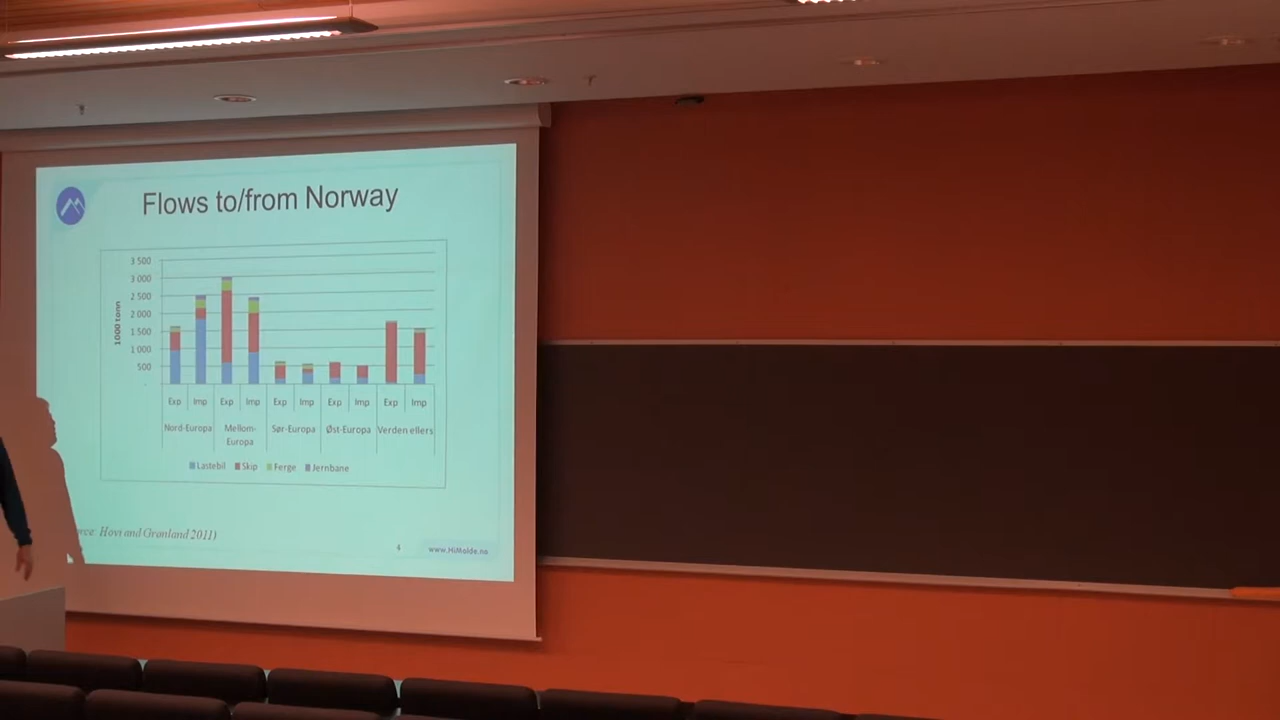 Flows to/from Norway
3 500
3 000
2 500
2 000
1 500
1 000
500
-
1000 tonn
Exp Imp Exp Imp Exp Imp Exp Imp Exp Imp
Nord-Europa Mellom-Europa Sør-Europa Øst-Europa Verden ellers
Lastebil Skip Ferge Jernbane
rce: Hovi and Grønland 2011)
4
www.HiMolde.no